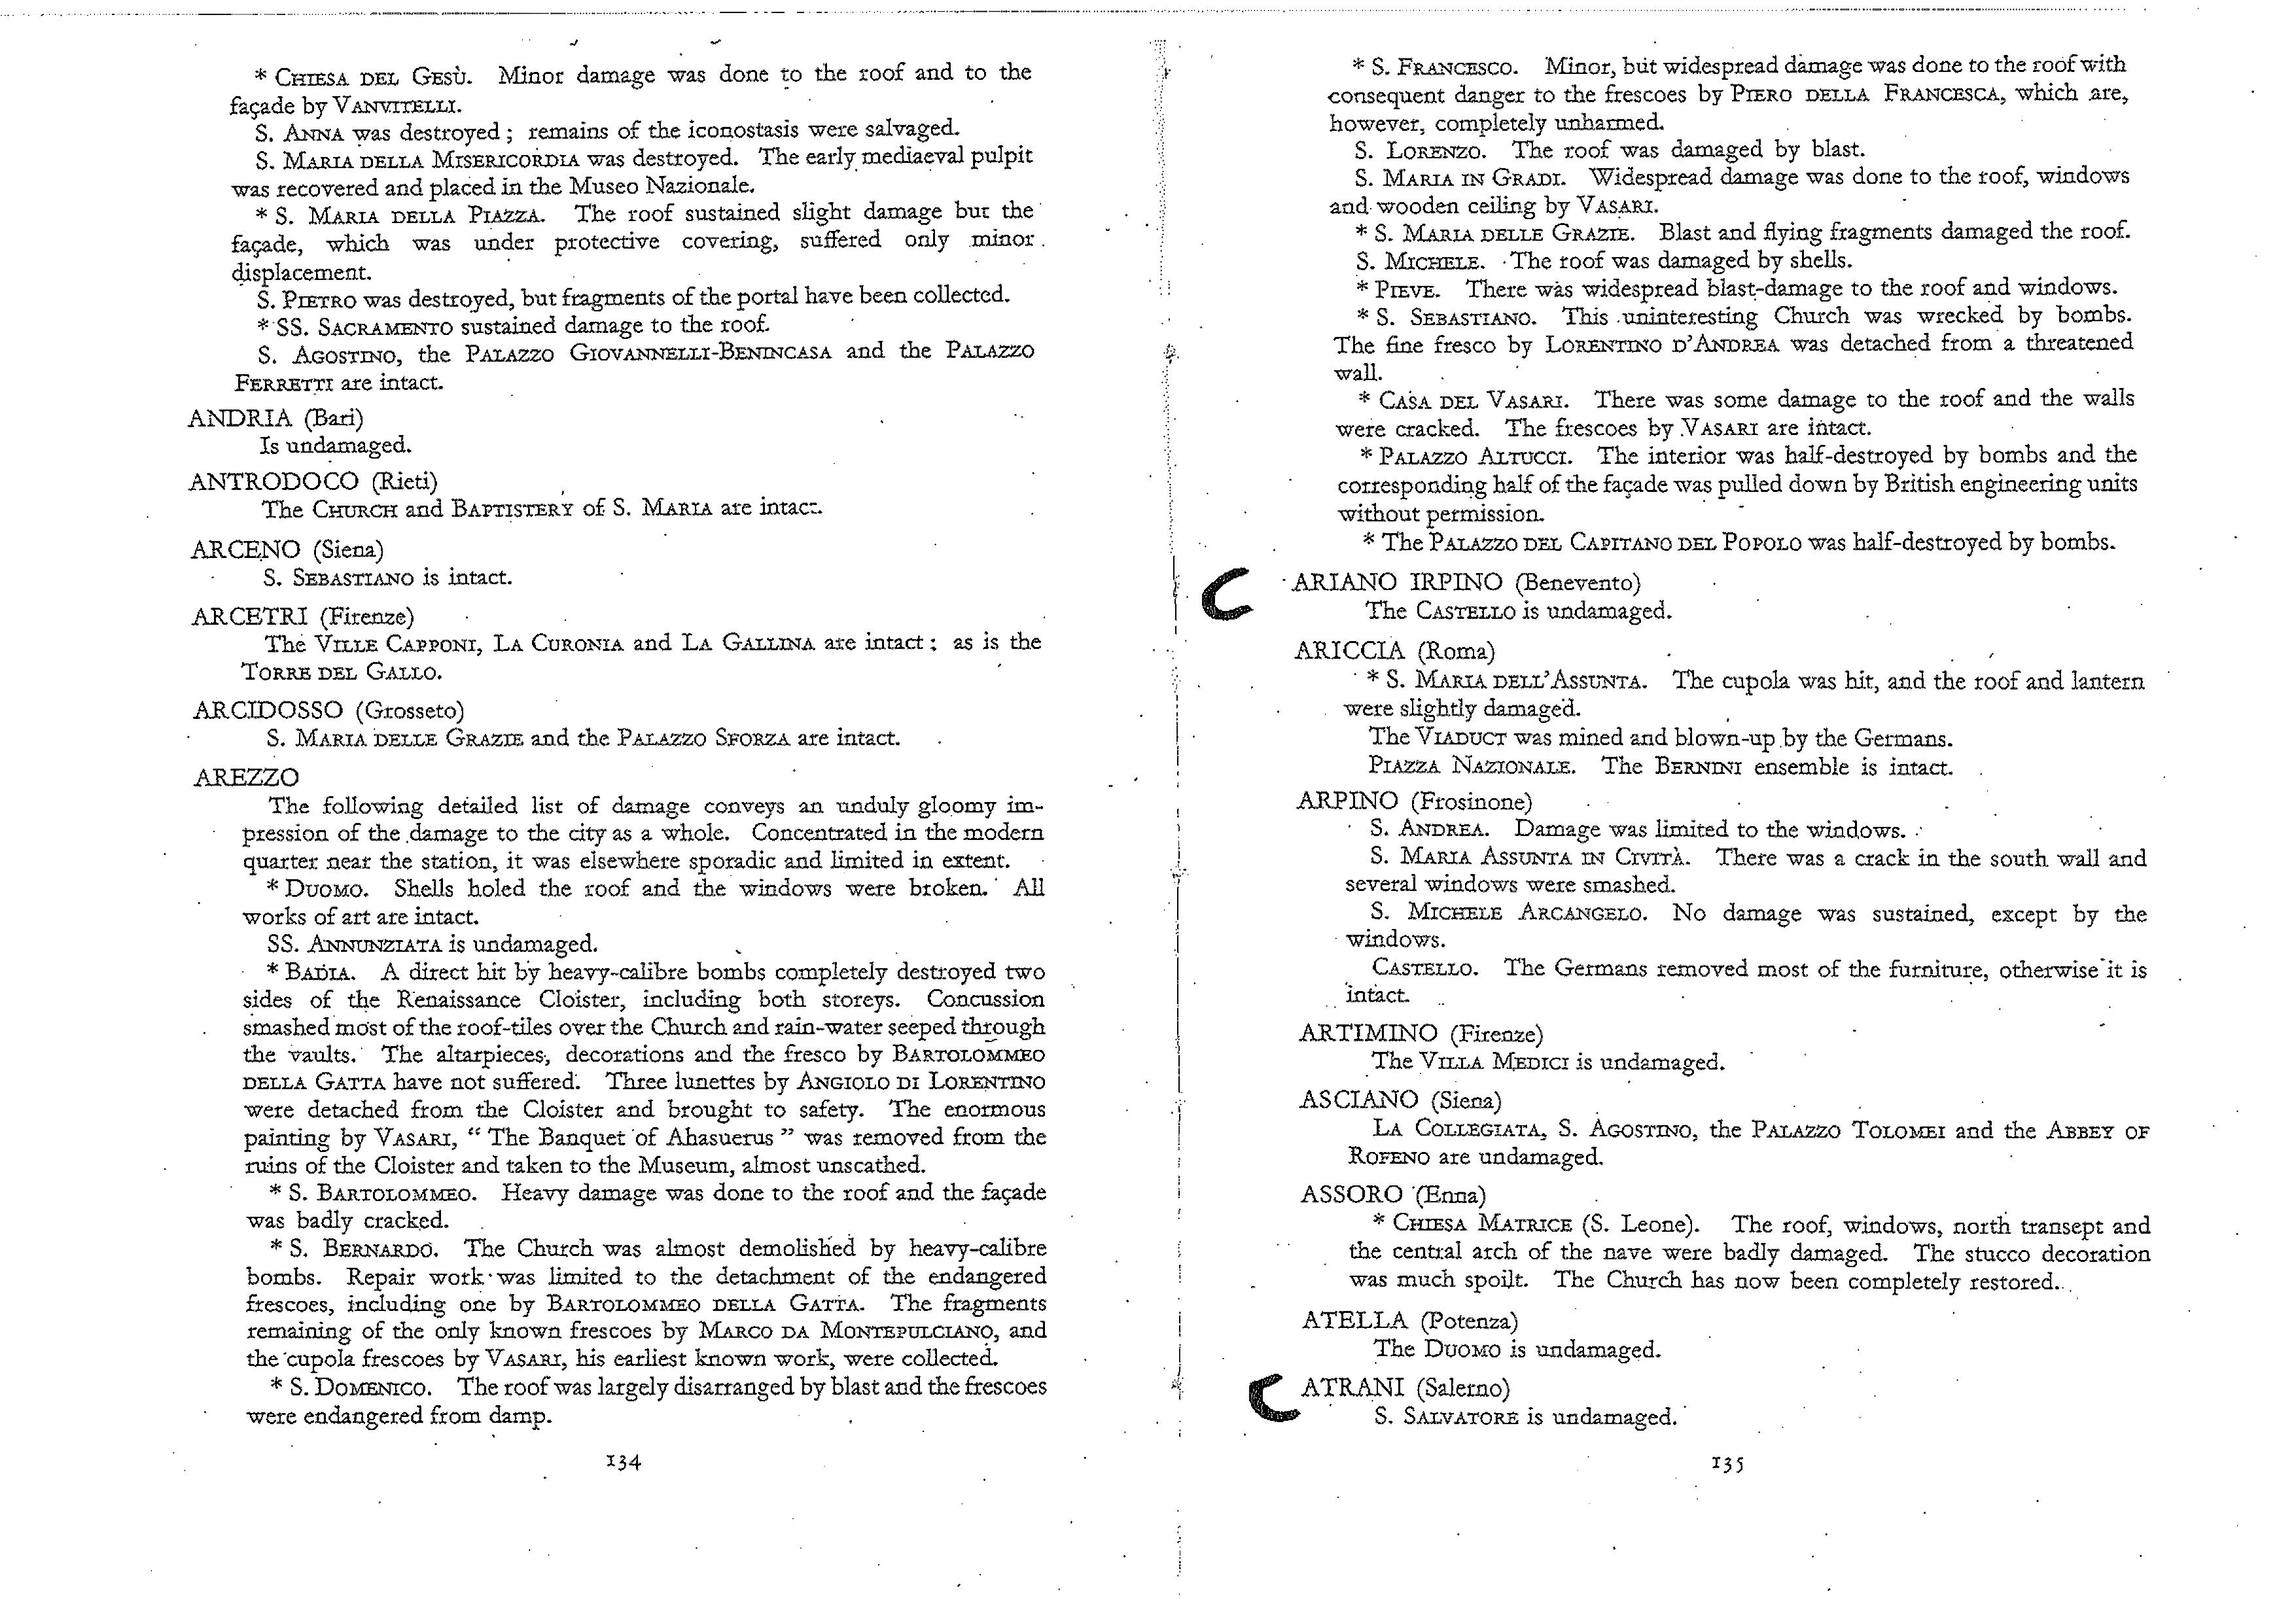 * CHIESA DEL GESÙ. Minor damage was done to the roof and to the
façade by VANVITELLI.
S. ANNA was destroyed; remains of the iconostasis were salvaged.
S. MARIA DELLA MISERICORDIA was destroyed. The early mediaeval pulpit
was recovered and placed in the Museo Nazionale.
* S. MARIA DELLA PIAZZA. The roof sustained slight damage but the
façade, which was under protective covering, suffered only minor
displacement.
S. PIETRO was destroyed, but fragments of the portal have been collected.
* SS. SACRAMENTO sustained damage to the roof.
S. AGOSTINO, the PALAZZO GIOVANNELLI-BENINCASA and the PALAZZO
FERRETTI are intact.
ANDRIA (Bari)
Is undamaged.
ANTRODOCO (Rieti)
The CHURCH and BAPTISTERY of S. MARIA are intact.
ARCENO (Siena)
S. SEBASTIANO is intact.
ARCETRI (Firenze)
The VILLE CAPPONI, LA CURONIA and LA GALLINA are intact; as is the
TORRE DEL GALLO.
ARCIDOSSO (Grosseto)
S. MARIA DELLE GRAZIE and the PALAZZO SFORZA are intact.
AREZZO
The following detailed list of damage conveys an unduly gloomy im-
pression of the damage to the city as a whole. Concentrated in the modern
quarter near the station, it was elsewhere sporadic and limited in extent.
* DUOMO. Shells holed the roof and the windows were broken. All
works of art are intact.
SS. ANNUNZIATA is undamaged.
* BADIA. A direct hit by heavy-calibre bombs completely destroyed two
sides of the Renaissance Cloister, including both storeys. Concussion
smashed most of the roof-tiles over the Church and rain-water seeped through
the vaults. The altarpieces, decorations and the fresco by BARTOLOMMEO
DELLA GATTA have not suffered. Three lunettes by ANGIOLO DI LORENTINO
were detached from the Cloister and brought to safety. The enormous
painting by VASARI, “ The Banquet of Ahasuerus ” was removed from the
ruins of the Cloister and taken to the Museum, almost unscathed.
* S. BARTOLOMMEO. Heavy damage was done to the roof and the façade
was badly cracked.
* S. BERNARDO. The Church was almost demolished by heavy-calibre
bombs. Repair work was limited to the detachment of the endangered
frescoes, including one by BARTOLOMMEO DELLA GATTA. The fragments
remaining of the only known frescoes by MARCO DA MONTEPULCIANO, and
the cupola frescoes by VASARI, his earliest known work, were collected.
* S. DOMENICO. The roof was largely disarranged by blast and the frescoes
were endangered from damp.
134
* S. FRANCESCO. Minor, but widespread damage was done to the roof with
consequent danger to the frescoes by PIERO DELLA FRANCESCA, which are,
however, completely unharmed.
S. LORENZO. The roof was damaged by blast.
S. MARIA IN GRADI. Widespread damage was done to the roof, windows
and wooden ceiling by VASARI.
* S. MARIA DELLE GRAZIE. Blast and flying fragments damaged the roof.
S. MICHELE. The roof was damaged by shells.
* PIEVE. There was widespread blast-damage to the roof and windows.
* S. SEBASTIANO. This uninteresting Church was wrecked by bombs.
The fine fresco by LORENTINO D'ANDREA was detached from a threatened
wall.
* CASA DEL VASARI. There was some damage to the roof and the walls
were cracked. The frescoes by VASARI are intact.
* PALAZZO ALTUCCI. The interior was half-destroyed by bombs and the
corresponding half of the façade was pulled down by British engineering units
without permission.
* The PALAZZO DEL CAPITANO DEL POPOLO was half-destroyed by bombs.
ARIANO IRPINO (Benevento)
The CASTELLO is undamaged.
ARICCIA (Roma)
* S. MARIA DELL'ASSUNTA. The cupola was hit, and the roof and lantern
were slightly damaged.
The VIADUCT was mined and blown-up by the Germans.
PIAZZA NAZIONALE. The BERNINI ensemble is intact.
ARPINO (Frosinone)
S. ANDREA. Damage was limited to the windows.
S. MARIA ASSUNTA IN CIVITÀ. There was a crack in the south wall and
several windows were smashed.
S. MICHELE ARCANGELO. No damage was sustained, except by the
windows.
CASTELLO. The Germans removed most of the furniture, otherwise it is
intact.
ARTIMINO (Firenze)
The VILLA MEDICI is undamaged.
ASCIANO (Siena)
LA COLLEGIATA, S. AGOSTINO, the PALAZZO TOLOMEI and the ABBEY OF
ROFENO are undamaged.
ASSORO (Enna)
* CHIESA MATRICE (S. Leone). The roof, windows, north transept and
the central arch of the nave were badly damaged. The stucco decoration
was much spoilt. The Church has now been completely restored.
ATELLA (Potenza)
The DUOMO is undamaged.
ATRANI (Salerno)
S. SALVATORE is undamaged.
135